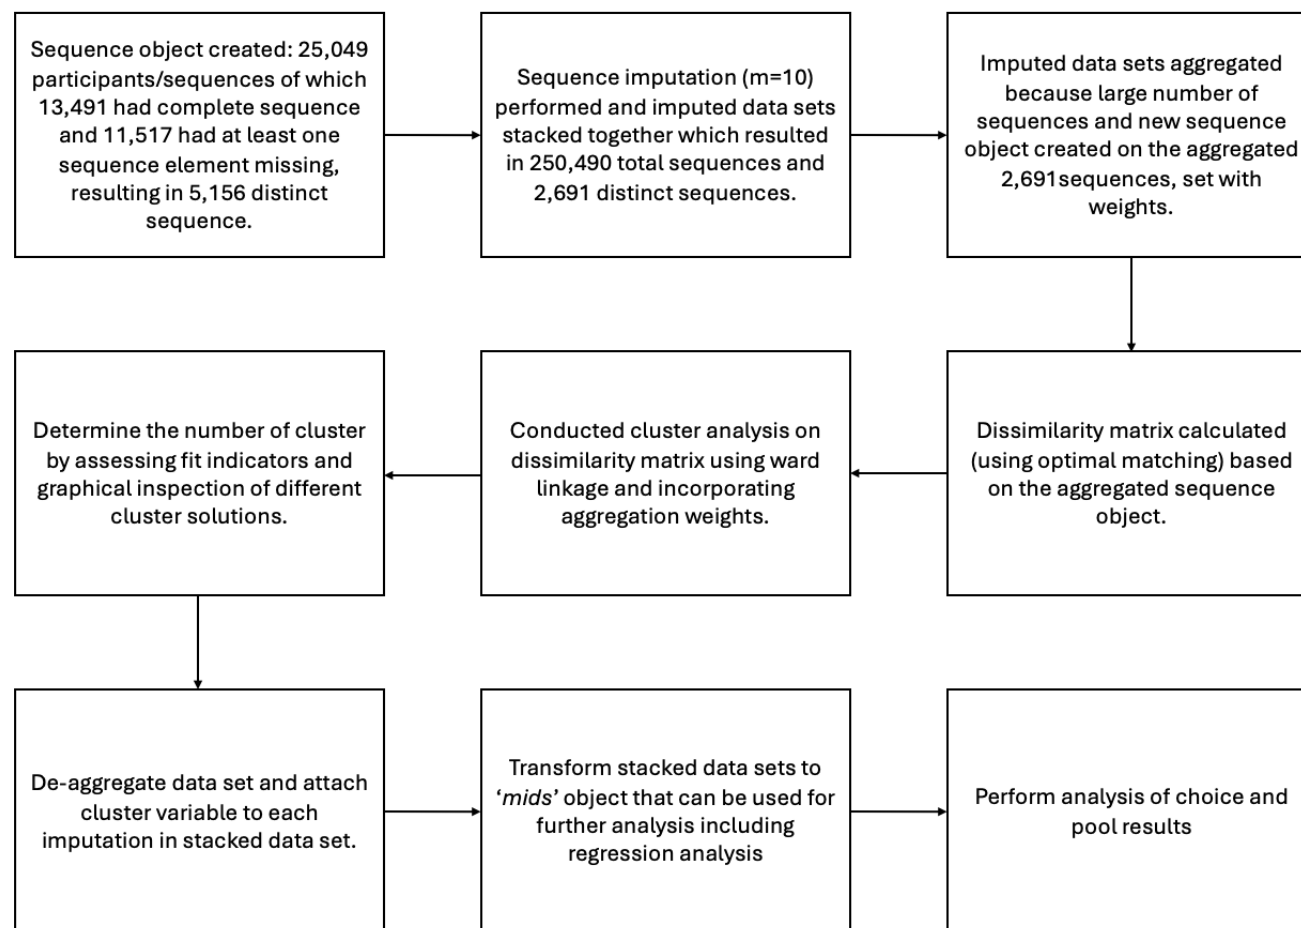 Sequence object created: 25,049
participants/sequences of which
13,491 had complete sequence
and 11,517 had at least one
sequence element missing,
resulting in 5,156 distinct
sequence.
Sequence imputation (m=10)
performed and imputed data sets
stacked together which resulted
in 250,490 total sequences and
2,691 distinct sequences.
Imputed data sets aggregated
because large number of
sequences and new sequence
object created on the aggregated
2,691sequences, set with
weights.
Dissimilarity matrix calculated
(using optimal matching) based
on the aggregated sequence
object.
Conducted cluster analysis on
dissimilarity matrix using ward
linkage and incorporating
aggregation weights.
Determine the number of cluster
by assessing fit indicators and
graphical inspection of different
cluster solutions.
De-aggregate data set and attach
cluster variable to each
imputation in stacked data set.
Transform stacked data sets to
‘mids’ object that can be used for
further analysis including
regression analysis
Perform analysis of choice and
pool results